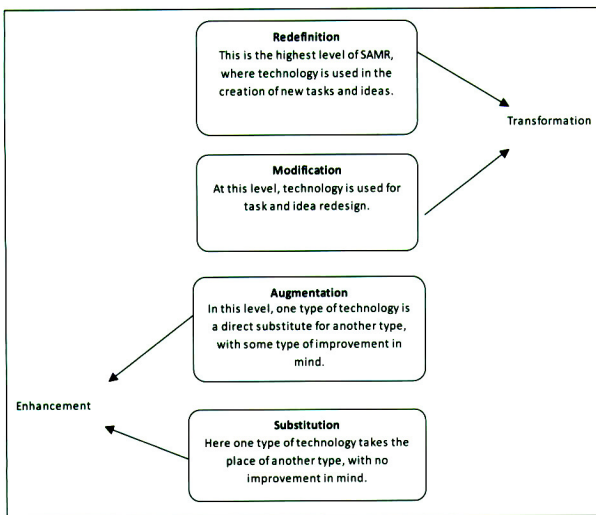 Redefinition
This is the highest level of SAMR,
where technology is used in the
creation of new tasks and ideas.
Transformation
Modification
At this level, technology is used for
task and idea redesign.
Augmentation
In this level, one type of technology is
a direct substitute for another type,
with some type of improvement in
mind.
Enhancement
Substitution
Here one type of technology takes the
place of another type, with no
improvement in mind.